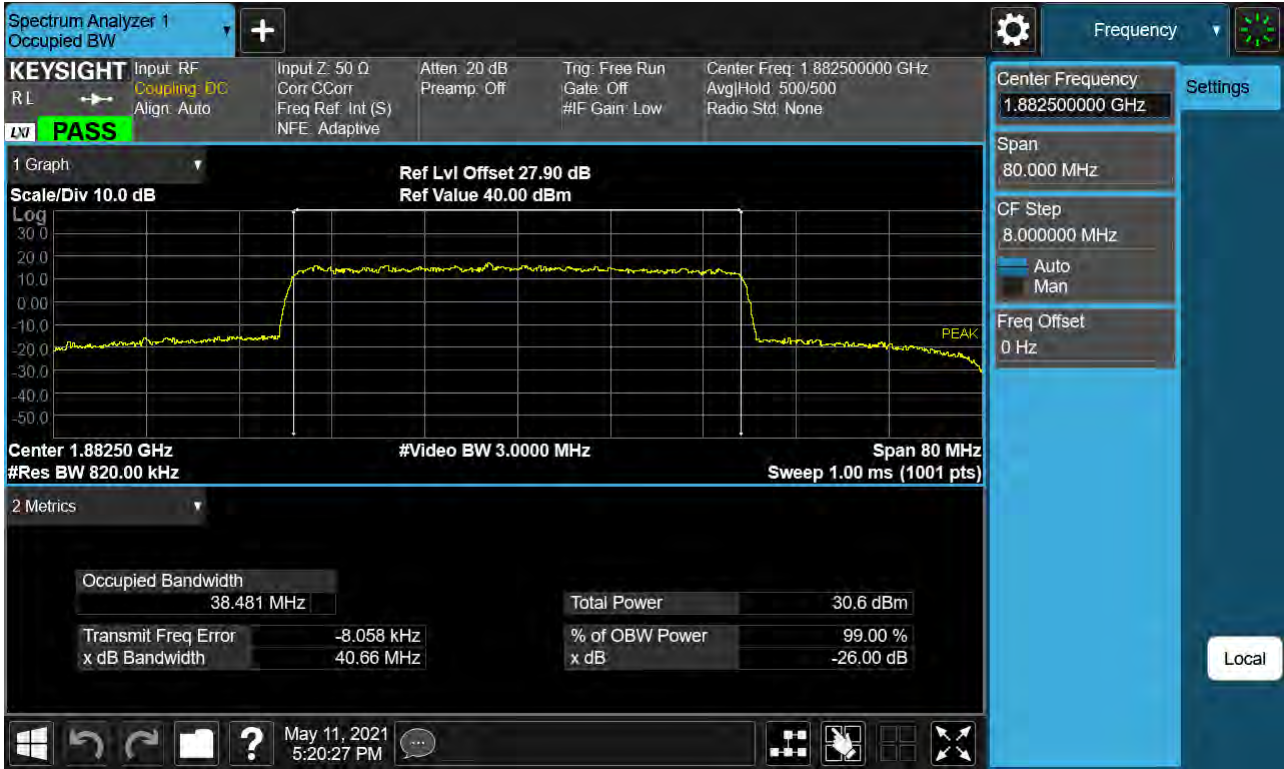 Spectrum Analyzer 1
Occupied BW
Frequency
KEYSIGHT
RL
LXI
PASS
Input: RF
Coupling: DC
Align: Auto
Input Z: 50 Ω
Corr CCorr
Freq Ref: Int (S)
NFE: Adaptive
Atten: 20 dB
Preamp: Off
Trig: Free Run
Gate: Off
#IF Gain: Low
Center Freq: 1.882500000 GHz
Avg|Hold: 500/500
Radio Std: None
1 Graph
Scale/Div 10.0 dB
Ref Lvl Offset 27.90 dB
Ref Value 40.00 dBm
Log
30.0
20.0
10.0
0.00
-10.0
-20.0
-30.0
-40.0
-50.0
PEAK
Center 1.88250 GHz
#Video BW 3.0000 MHz
Span 80 MHz
#Res BW 820.00 kHz
Sweep 1.00 ms (1001 pts)
2 Metrics
Occupied Bandwidth
38.481 MHz
Transmit Freq Error -8.058 kHz
x dB Bandwidth 40.66 MHz
Total Power 30.6 dBm
% of OBW Power 99.00 %
x dB -26.00 dB
Center Frequency
1.882500000 GHz
Span
80.000 MHz
CF Step
8.000000 MHz
Auto
Man
Freq Offset
0 Hz
Settings
Local
?
May 11, 2021
5:20:27 PM